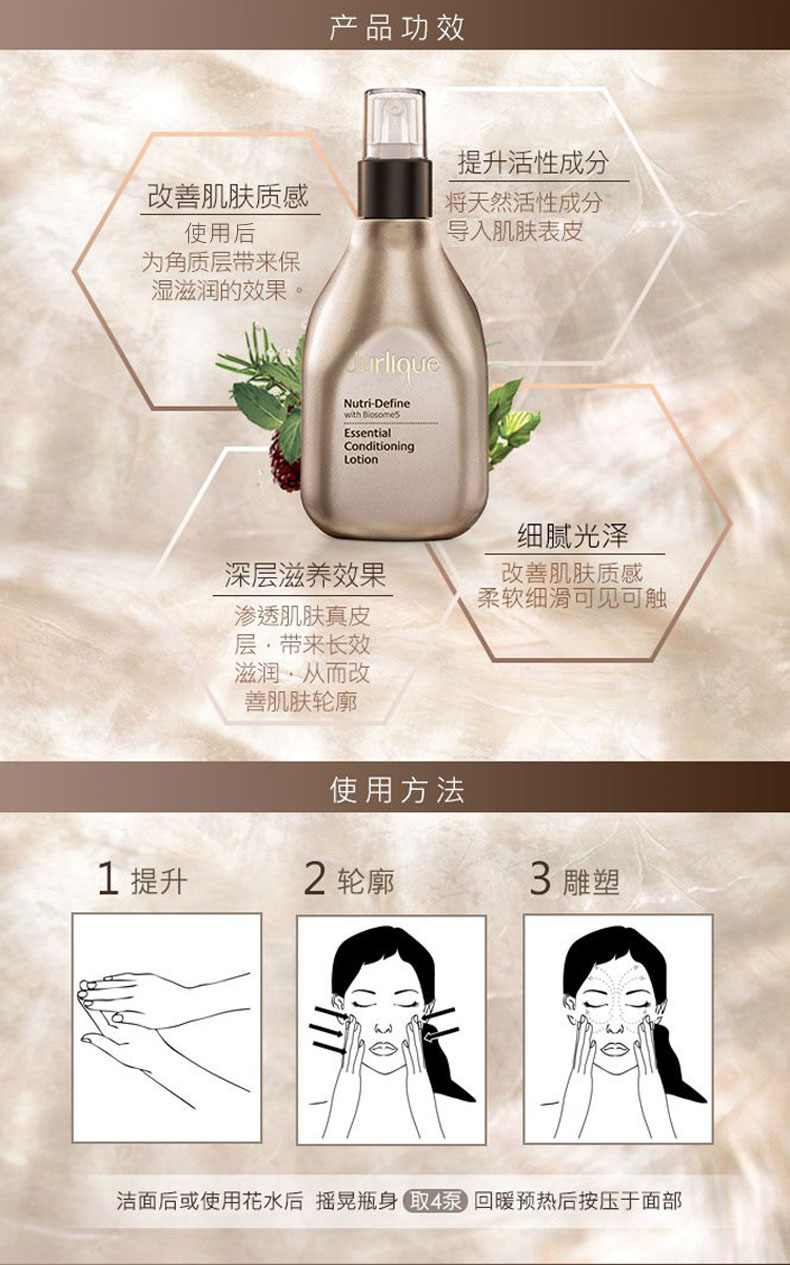 产品功效
提升活性成分
将天然活性成分
导入肌肤表皮
改善肌肤质感
使用后
为角质层带来保
湿滋润的效果。
Jurlique
Nutri-Define
with Biosome5
Essential
Conditioning
Lotion
细腻光泽
改善肌肤质感
柔软细滑可见可触
深层滋养效果
渗透肌肤真皮
层,带来长效
滋润,从而改
善肌肤轮廓
使用方法
1 提升
2 轮廓
3 雕塑
洁面后或使用花水后 摇晃瓶身 取4泵 回暖预热后按压于面部